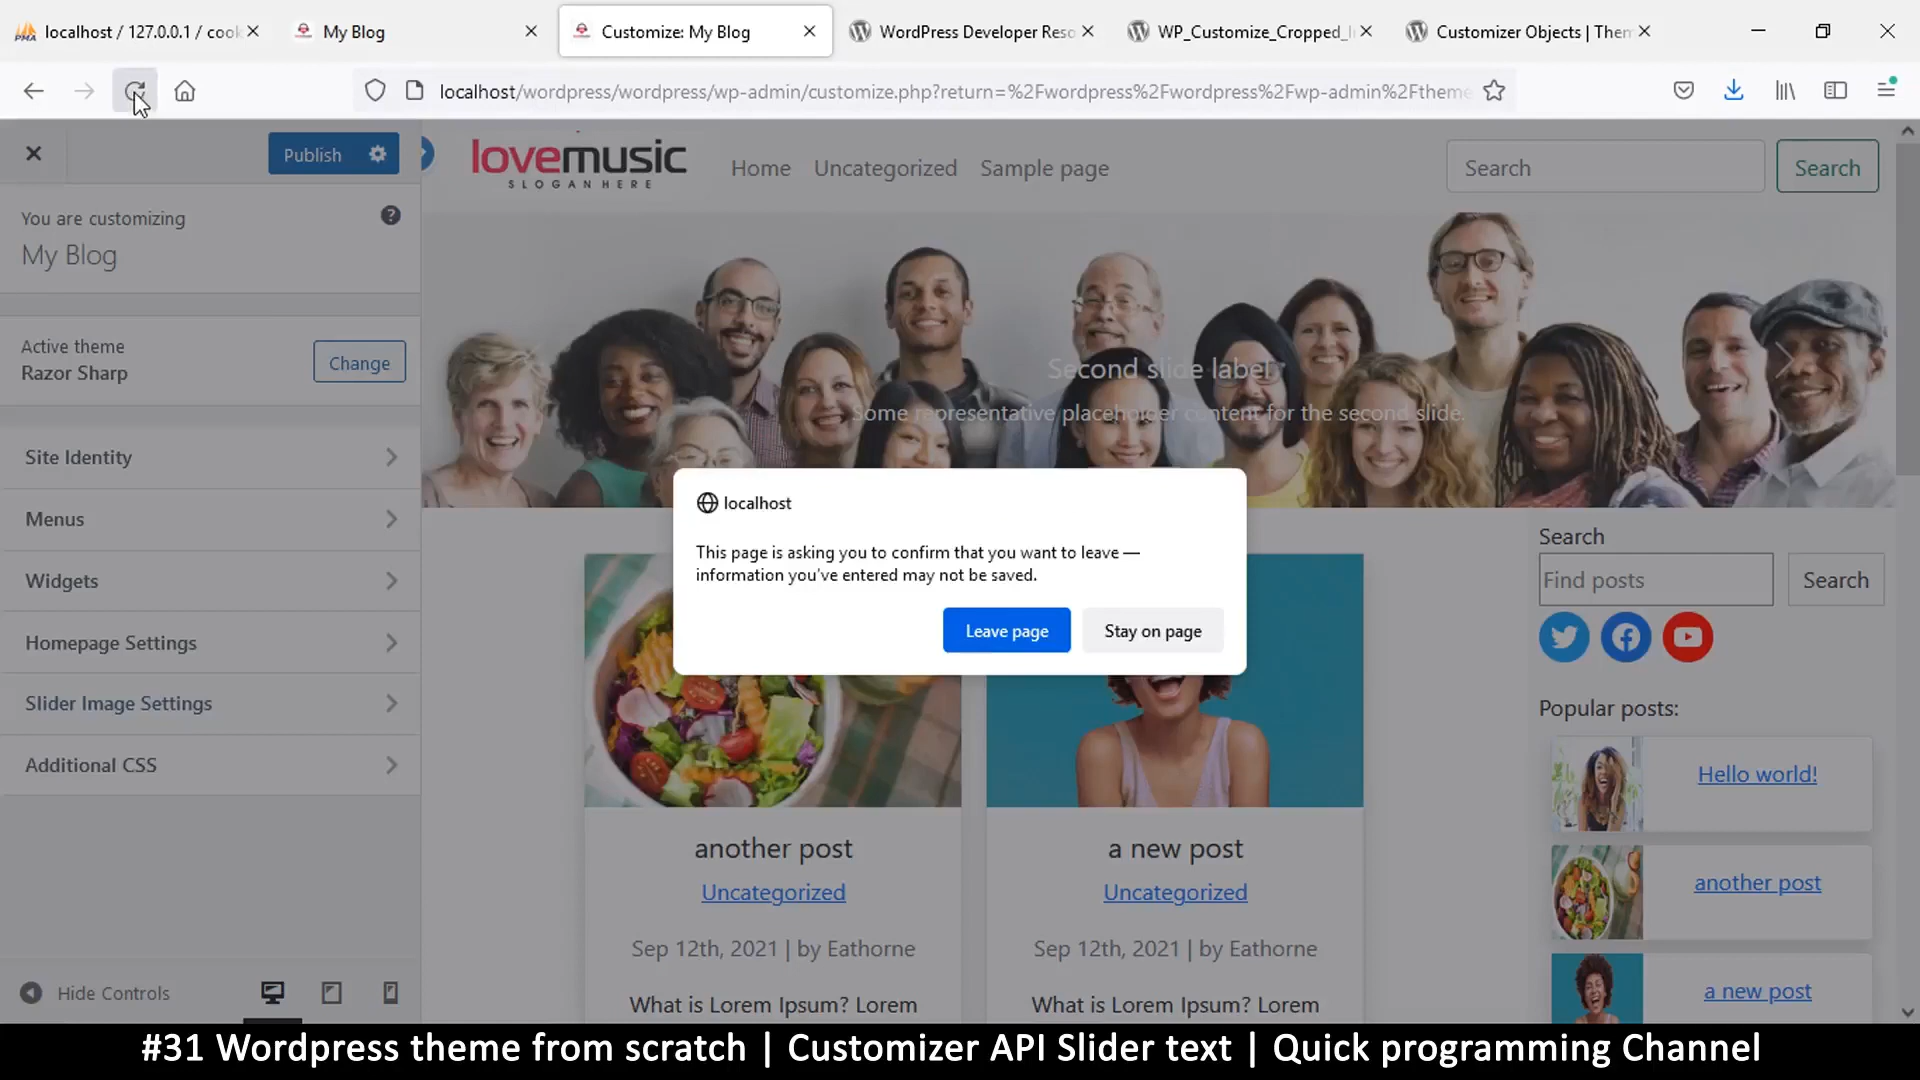 localhost / 127.0.0.1 / cook
My Blog
Customize: My Blog
WordPress Developer Reso
WP_Customize_Cropped_I
Customizer Objects | Them
localhost/wordpress/wordpress/wp-admin/customize.php?return=%2Fwordpress%2Fwordpress%2Fwp-admin%2Ftheme
Publish
You are customizing
My Blog
Active theme
Razor Sharp
Change
Site Identity
Menus
Widgets
Homepage Settings
Slider Image Settings
Additional CSS
Hide Controls
lovemusic
SLOGAN HERE
Home
Uncategorized
Sample page
Search
Search
Second slide label
Some representative placeholder content for the second slide.
localhost
This page is asking you to confirm that you want to leave —
information you've entered may not be saved.
Leave page
Stay on page
another post
Uncategorized
Sep 12th, 2021 | by Eathorne
What is Lorem Ipsum? Lorem
a new post
Uncategorized
Sep 12th, 2021 | by Eathorne
What is Lorem Ipsum? Lorem
Search
Find posts
Search
Popular posts:
Hello world!
another post
a new post
#31 Wordpress theme from scratch | Customizer API Slider text | Quick programming Channel